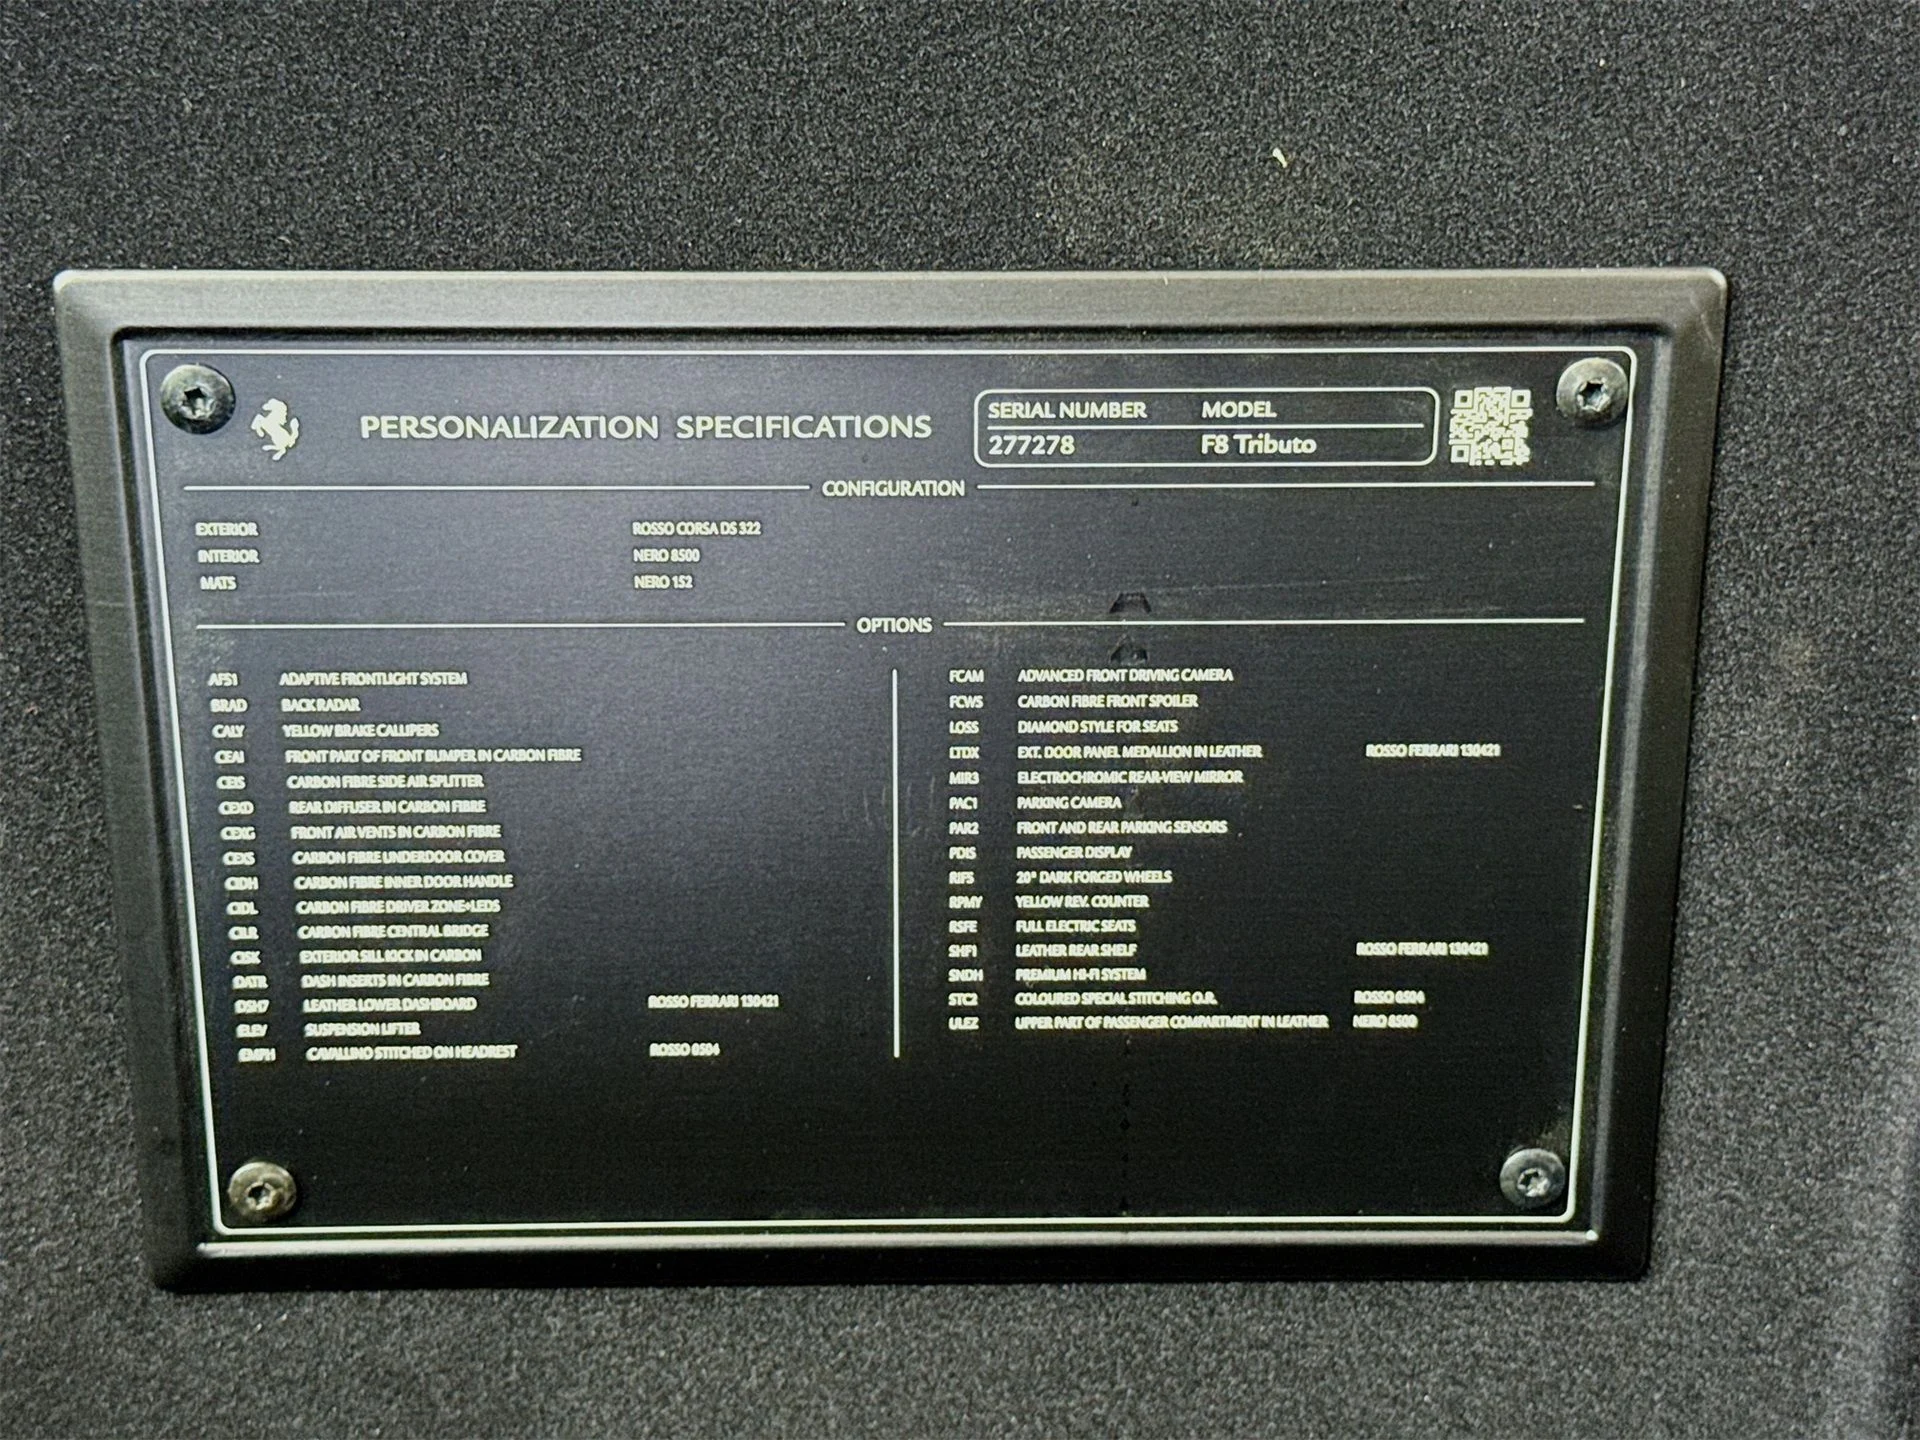 PERSONALIZATION SPECIFICATIONS
SERIAL NUMBER MODEL
277278 F8 Tributo
CONFIGURATION
EXTERIOR ROSSO CORSA DS 322
INTERIOR NERO 8500
MATS NERO 152
OPTIONS
AFS1 ADAPTIVE FRONTLIGHT SYSTEM
BRAD BACK RADAR
CALY YELLOW BRAKE CALLIPERS
CEAI FRONT PART OF FRONT BUMPER IN CARBON FIBRE
CEIS CARBON FIBRE SIDE AIR SPLITTER
CEXD REAR DIFFUSER IN CARBON FIBRE
CEXG FRONT AIR VENTS IN CARBON FIBRE
CEXS CARBON FIBRE UNDERDOOR COVER
CIDH CARBON FIBRE INNER DOOR HANDLE
CIDL CARBON FIBRE DRIVER ZONE+LEDS
CILR CARBON FIBRE CENTRAL BRIDGE
CISK EXTERIOR SILL KICK IN CARBON
DATR DASH INSERTS IN CARBON FIBRE
DSH7 LEATHER LOWER DASHBOARD ROSSO FERRARI 130421
ELEV SUSPENSION LIFTER
EMPH CAVALLINO STITCHED ON HEADREST ROSSO 0504
FCAM ADVANCED FRONT DRIVING CAMERA
FCWS CARBON FIBRE FRONT SPOILER
LOSS DIAMOND STYLE FOR SEATS
LTDX EXT. DOOR PANEL MEDALLION IN LEATHER ROSSO FERRARI 130421
MIR3 ELECTROCHROMIC REAR-VIEW MIRROR
PAC1 PARKING CAMERA
PAR2 FRONT AND REAR PARKING SENSORS
PDIS PASSENGER DISPLAY
RIF5 20" DARK FORGED WHEELS
RPMY YELLOW REV. COUNTER
RSFE FULL ELECTRIC SEATS
SHF1 LEATHER REAR SHELF ROSSO FERRARI 130421
SNDH PREMIUM HI-FI SYSTEM
STC2 COLOURED SPECIAL STITCHING O.R. ROSSO 0504
ULEZ UPPER PART OF PASSENGER COMPARTMENT IN LEATHER NERO 8500